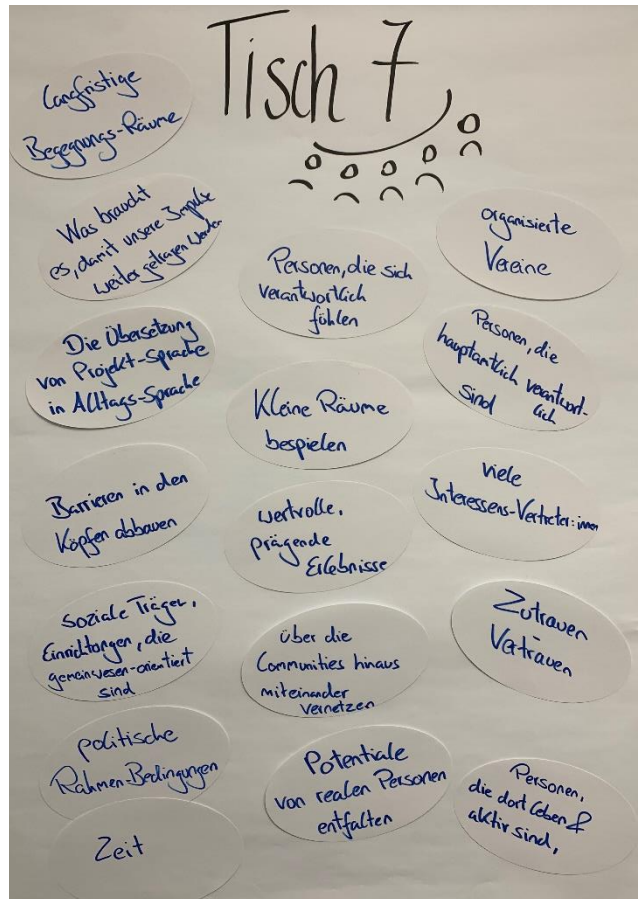 Tisch 7
Langfristige
Begegnungs-Räume
Was braucht
es, damit unsere Impulse
weiter getragen werden
Die Übersetzung
von Projekt-Sprache
in Alltags-Sprache
Barrieren in den
Köpfen abbauen
soziale Träger,
Einrichtungen, die
gemeinwesen-orientiert
sind
politische
Rahmen-Bedingungen
Zeit
Personen, die sich
verantwortlich
fühlen
Kleine Räume
bespielen
wertvolle,
prägende
Erlebnisse
über die
Communities hinaus
miteinander
vernetzen
Potentiale
von realen Personen
entfalten
organisierte
Vereine
Personen, die
hauptamtlich verantwort-
lich
sind
viele
Interessens-Vertreter:innen
Zutrauen
-
Vertrauen
Personen,
die dort leben &
aktiv sind,